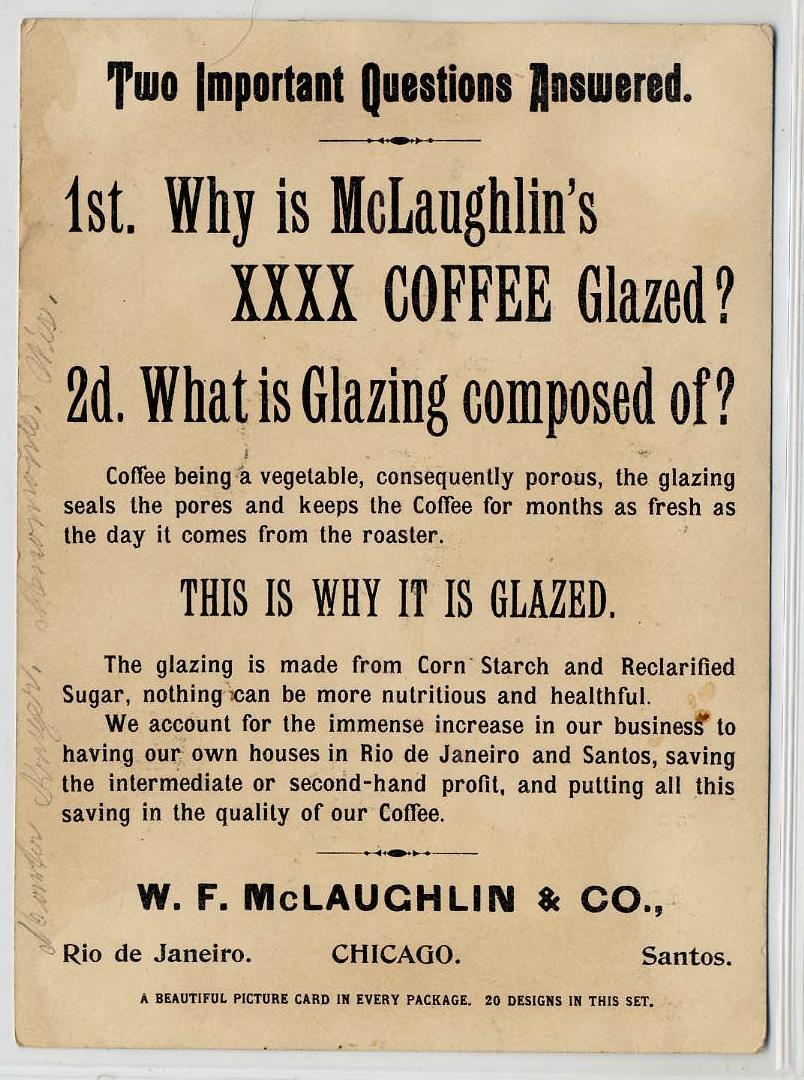 Two Important Questions Answered.
1st. Why is McLaughlin's
XXXX COFFEE Glazed?
2d. What is Glazing composed of?
Coffee being a vegetable, consequently porous, the glazing
seals the pores and keeps the Coffee for months as fresh as
the day it comes from the roaster.
THIS IS WHY IT IS GLAZED.
The glazing is made from Corn Starch and Reclarified
Sugar, nothing can be more nutritious and healthful.
We account for the immense increase in our business to
having our own houses in Rio de Janeiro and Santos, saving
the intermediate or second-hand profit, and putting all this
saving in the quality of our Coffee.
W. F. McLAUGHLIN & CO.,
Rio de Janeiro. CHICAGO. Santos.
A BEAUTIFUL PICTURE CARD IN EVERY PACKAGE. 20 DESIGNS IN THIS SET.
Menomonie, Wis.